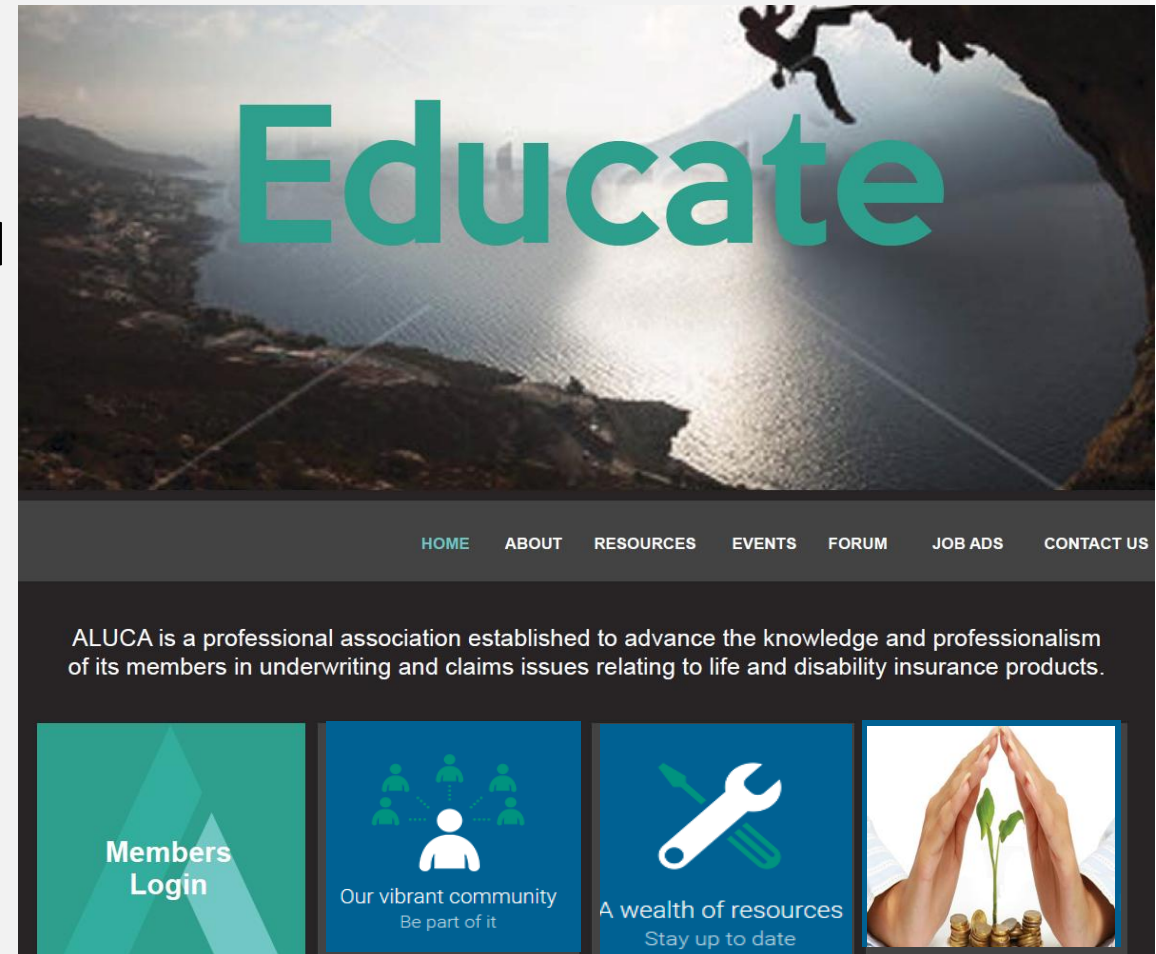 Educate
HOME ABOUT RESOURCES EVENTS FORUM JOB ADS CONTACT US
ALUCA is a professional association established to advance the knowledge and professionalism
of its members in underwriting and claims issues relating to life and disability insurance products.
Members
Login
Our vibrant community
Be part of it
A wealth of resources
Stay up to date